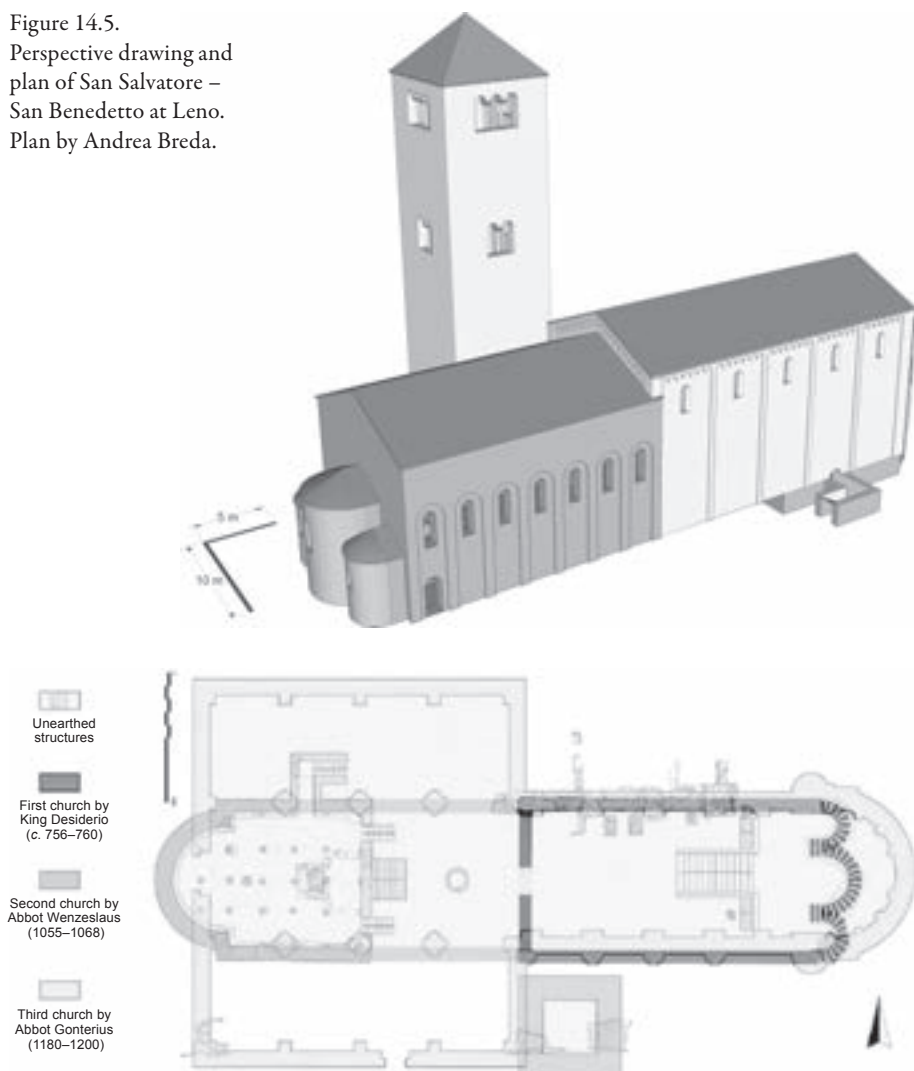 Figure 14.5.
Perspective drawing and
plan of San Salvatore –
San Benedetto at Leno.
Plan by Andrea Breda.
5 m
10 m
Unearthed
structures
First church by
King Desiderio
(c. 756–760)
Second church by
Abbot Wenzeslaus
(1055–1068)
Third church by
Abbot Gonterius
(1180–1200)